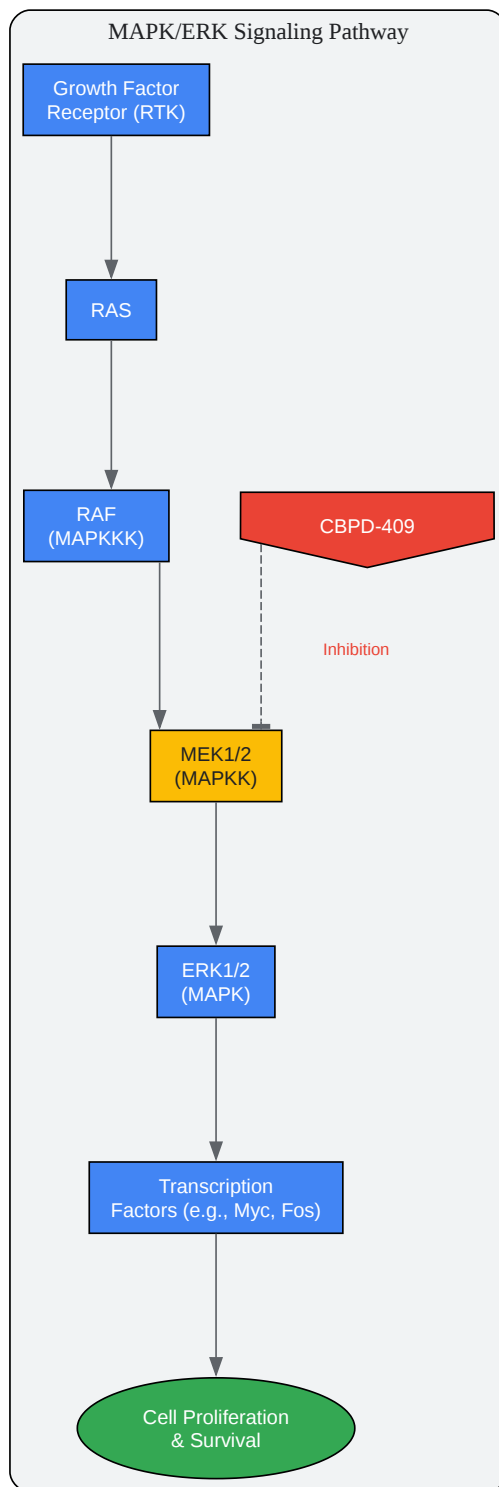 MAPK/ERK Signaling Pathway
Growth Factor
Receptor (RTK)
RAS
RAF
(MAPKKK)
CBPD-409
Inhibition
MEK1/2
(MAPKK)
ERK1/2
(MAPK)
Transcription
Factors (e.g., Myc, Fos)
Cell Proliferation
& Survival